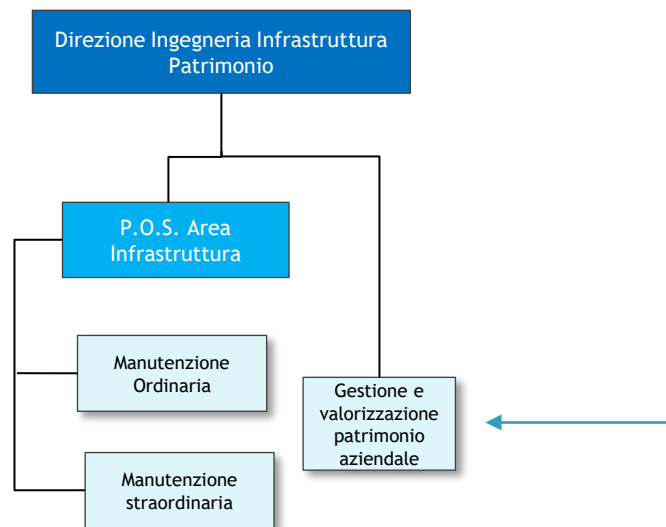 Direzione Ingegneria Infrastruttura
Patrimonio
P.O.S. Area
Infrastruttura
Manutenzione
Ordinaria
Gestione e
valorizzazione
patrimonio
aziendale
Manutenzione
straordinaria